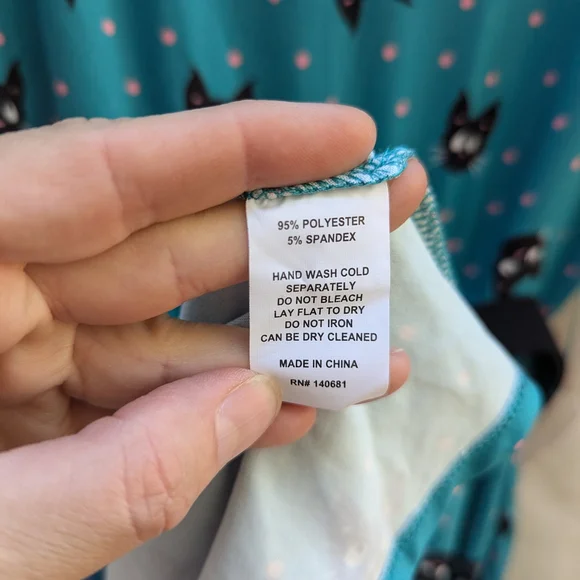 95% POLYESTER
5% SPANDEX
HAND WASH COLD
SEPARATELY
DO NOT BLEACH
LAY FLAT TO DRY
DO NOT IRON
CAN BE DRY CLEANED
MADE IN CHINA
RN# 140681